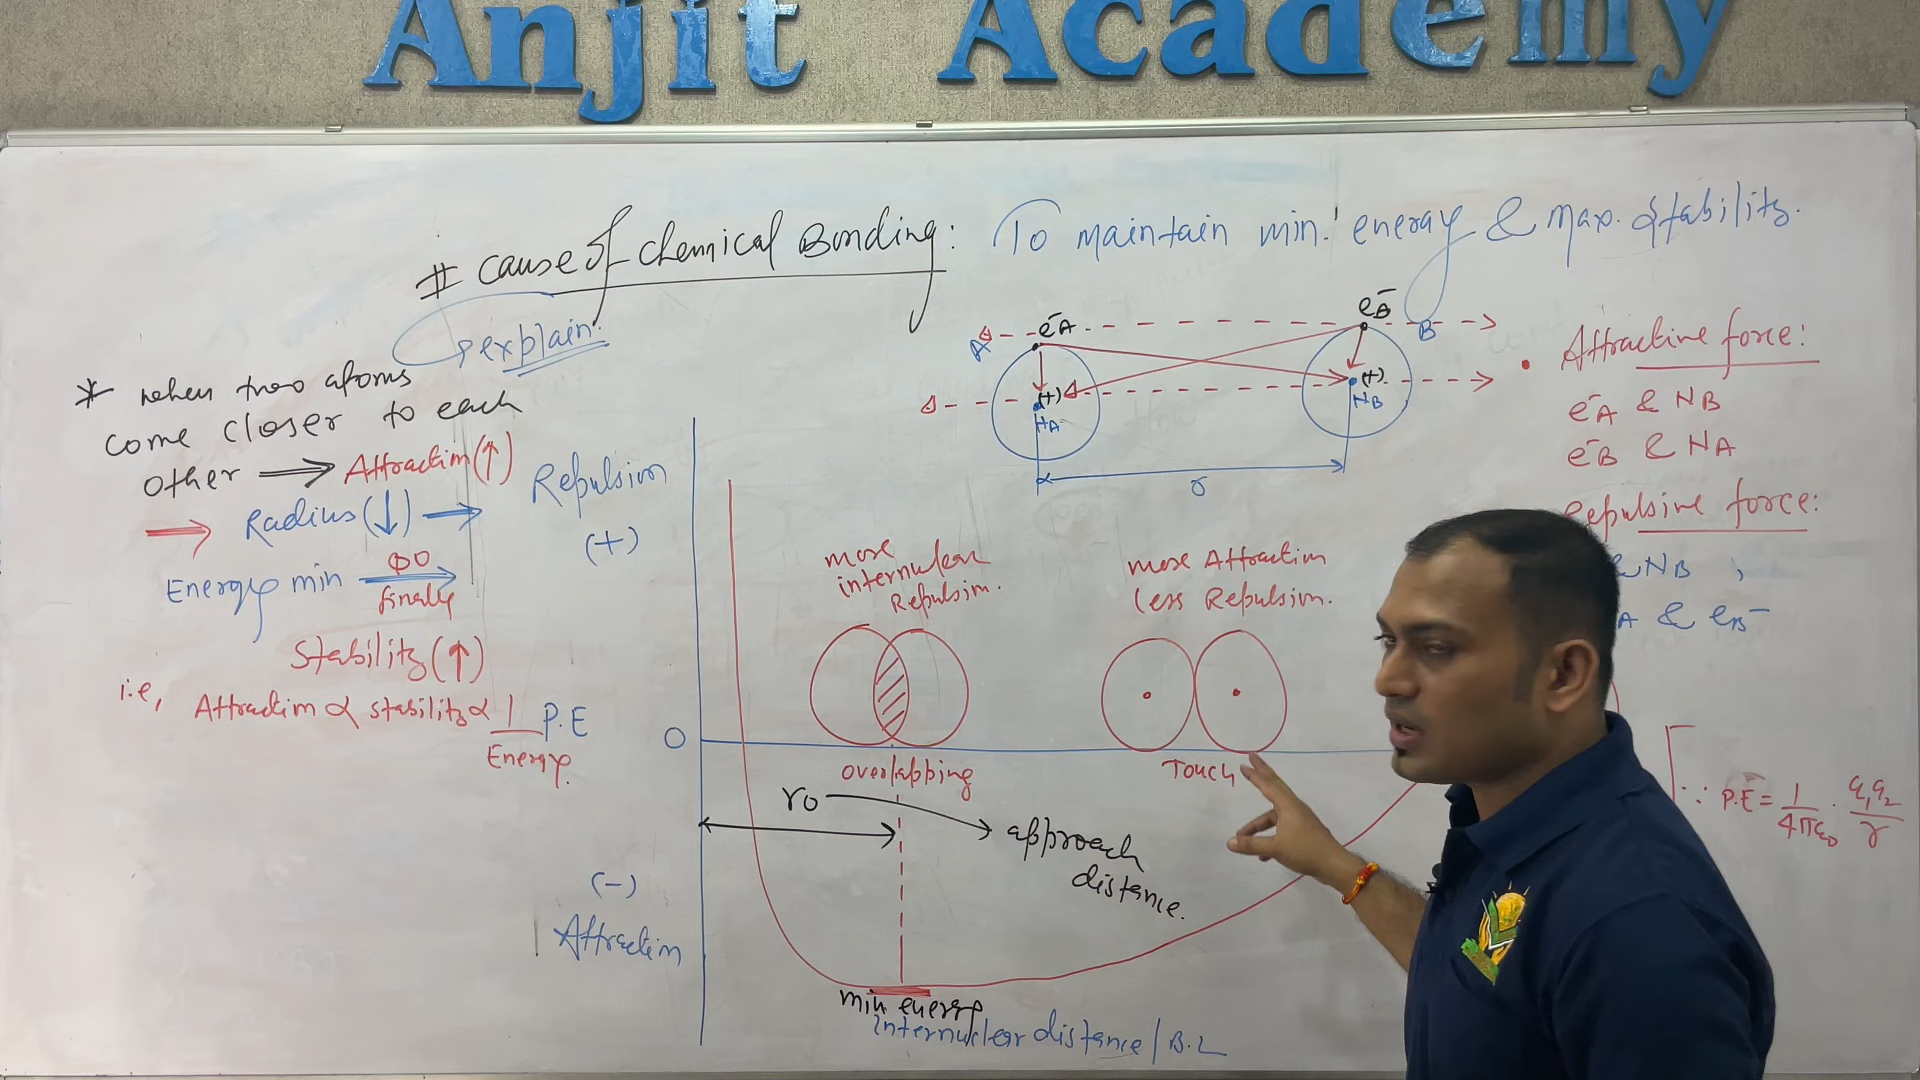 Anjit Academy
# cause of chemical Bonding: To maintain min. energy & max. stability.
explain:
* when two atoms
come closer to each
other ⟹ Attraction (↑)
⟹ Radius (↓) ⟶ Repulsion
(+)
Energy min
finally
Stability (↑)
i.e, Attraction ∝ stability ∝ 1
Energy.
P.E
O
(-)
Attraction
A
e⁻A
(+)
NA
e⁻B
B
(+)
NB
r
• Attractive force:
e⁻A & NB
e⁻B & NA
Repulsive force:
& NB ,
A & eB⁻
more
internuclear
Repulsion.
more Attraction
less Repulsion.
overlapping
Touch
r0
approach
distance.
min energy
Internuclear distance / B.L
∵ P.E = 1/4πε0 . q1q2/r